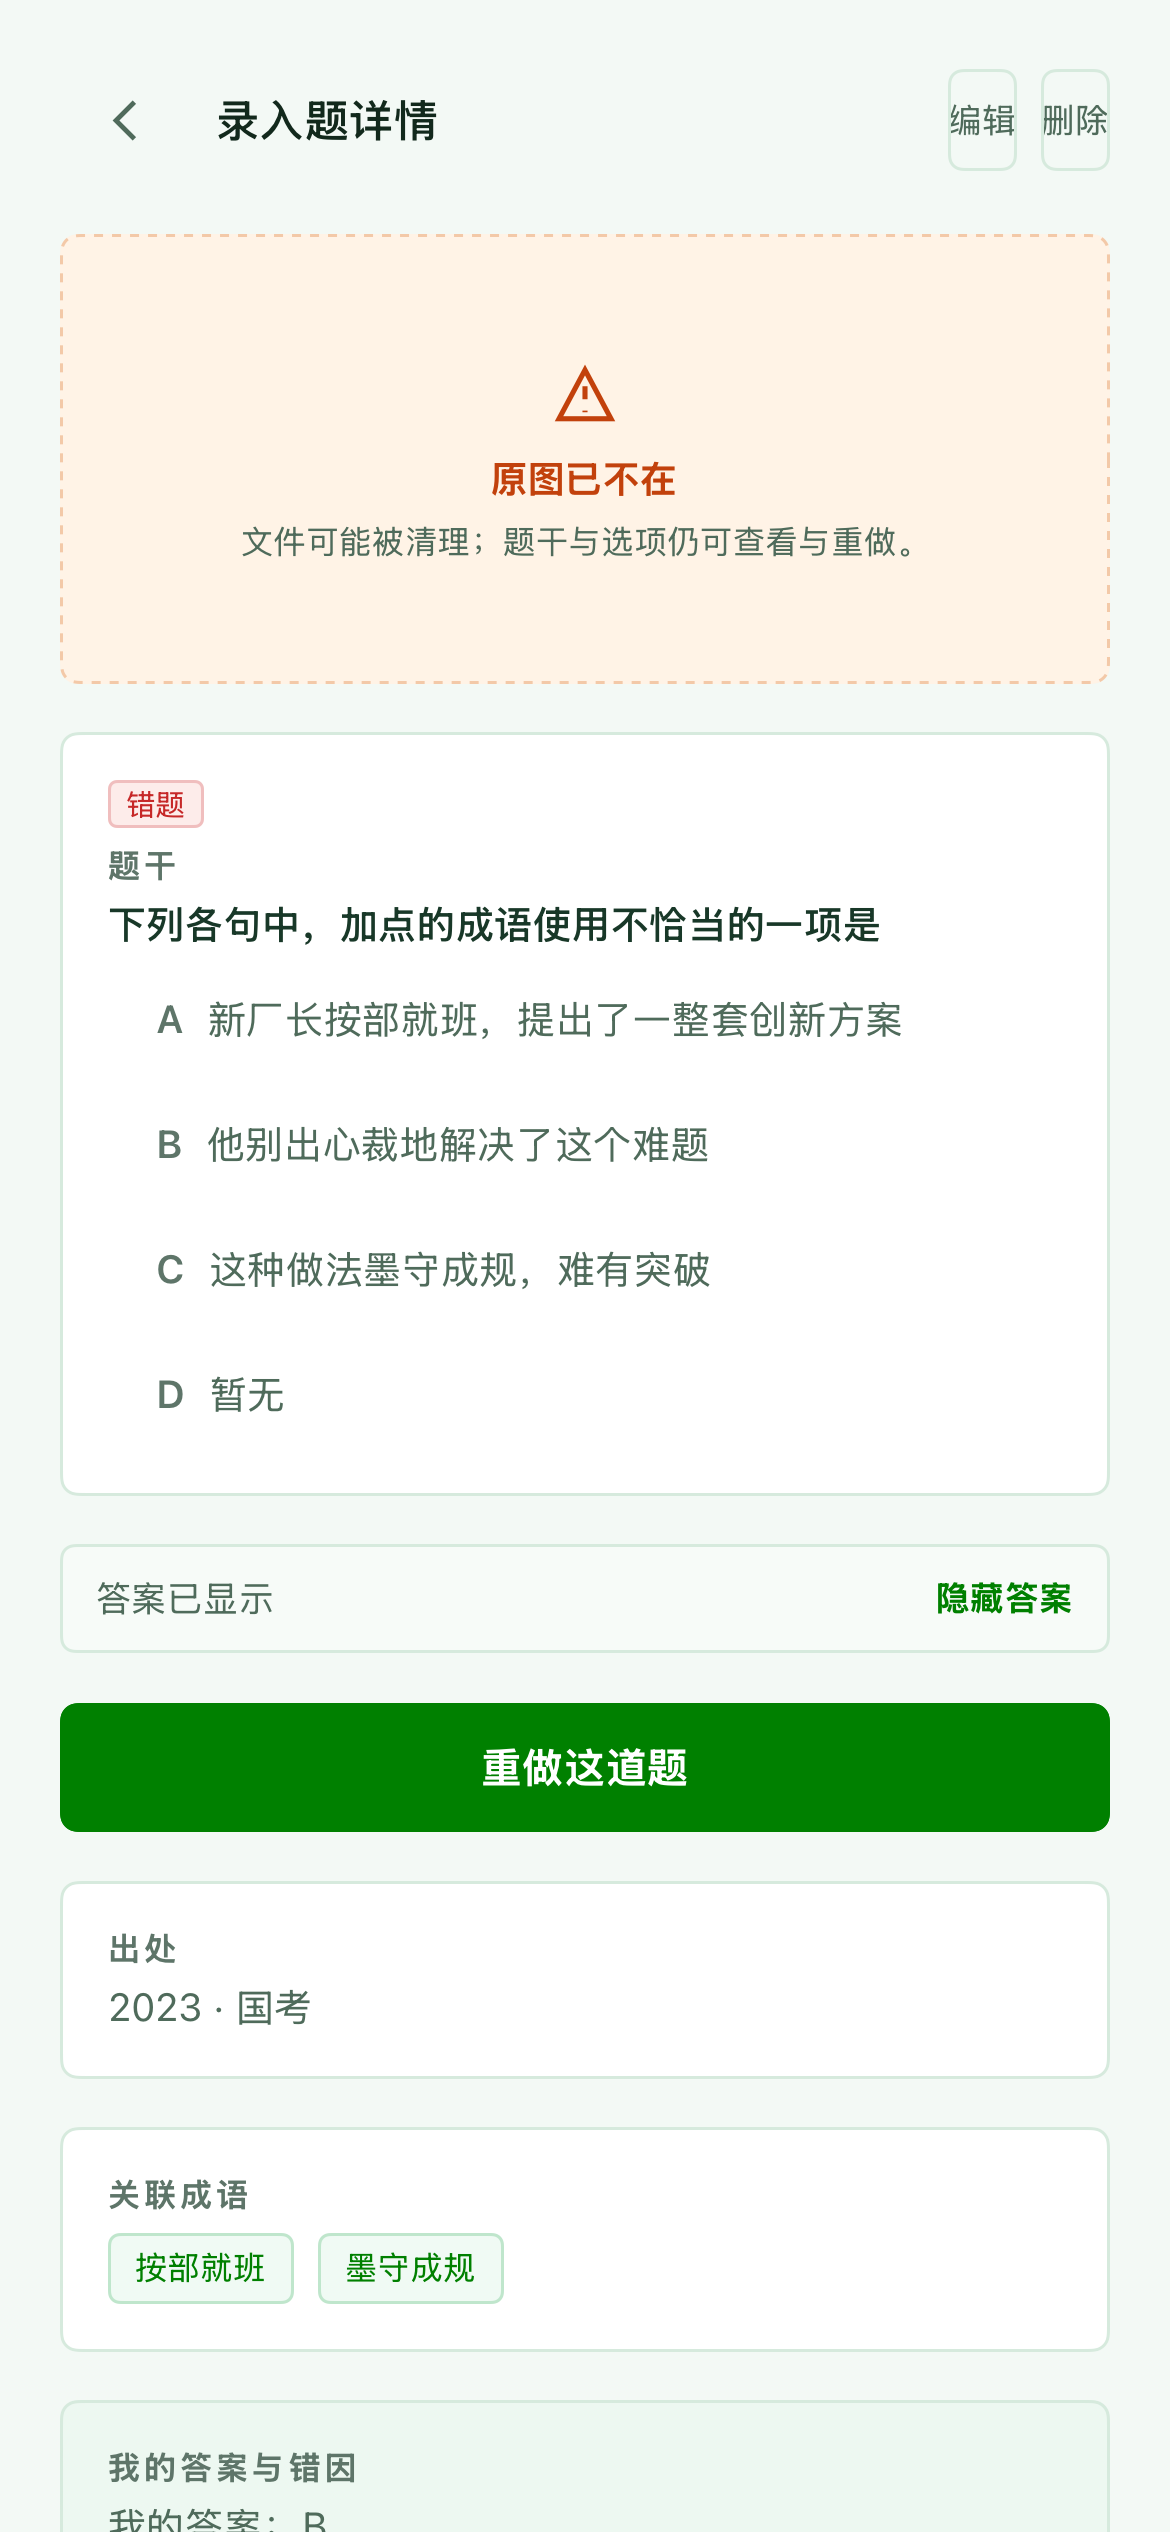 录入题详情
编辑
删除
原图已不在
文件可能被清理；题干与选项仍可查看与重做。
错题
题干
下列各句中，加点的成语使用不恰当的一项是
A 新厂长按部就班，提出了一整套创新方案
B 他别出心裁地解决了这个难题
C 这种做法墨守成规，难有突破
D 暂无
答案已显示
隐藏答案
重做这道题
出处
2023 · 国考
关联成语
按部就班
墨守成规
我的答案与错因
我的答案：B